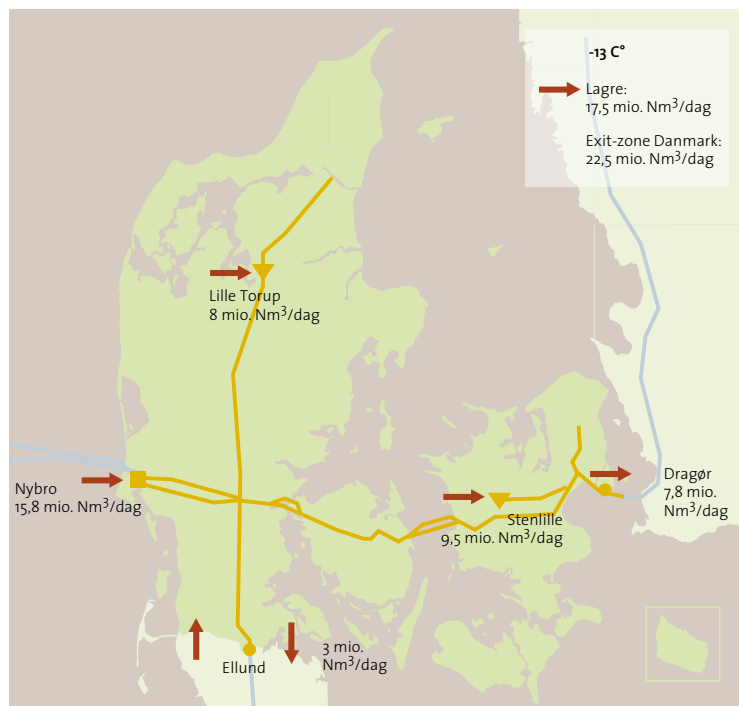 -13 C°
Lagre:
17,5 mio. Nm³/dag
Exit-zone Danmark:
22,5 mio. Nm³/dag
Lille Torup
8 mio. Nm³/dag
Nybro
15,8 mio. Nm³/dag
Dragør
7,8 mio.
Nm³/dag
Stenlille
9,5 mio. Nm³/dag
3 mio.
Nm³/dag
Ellund